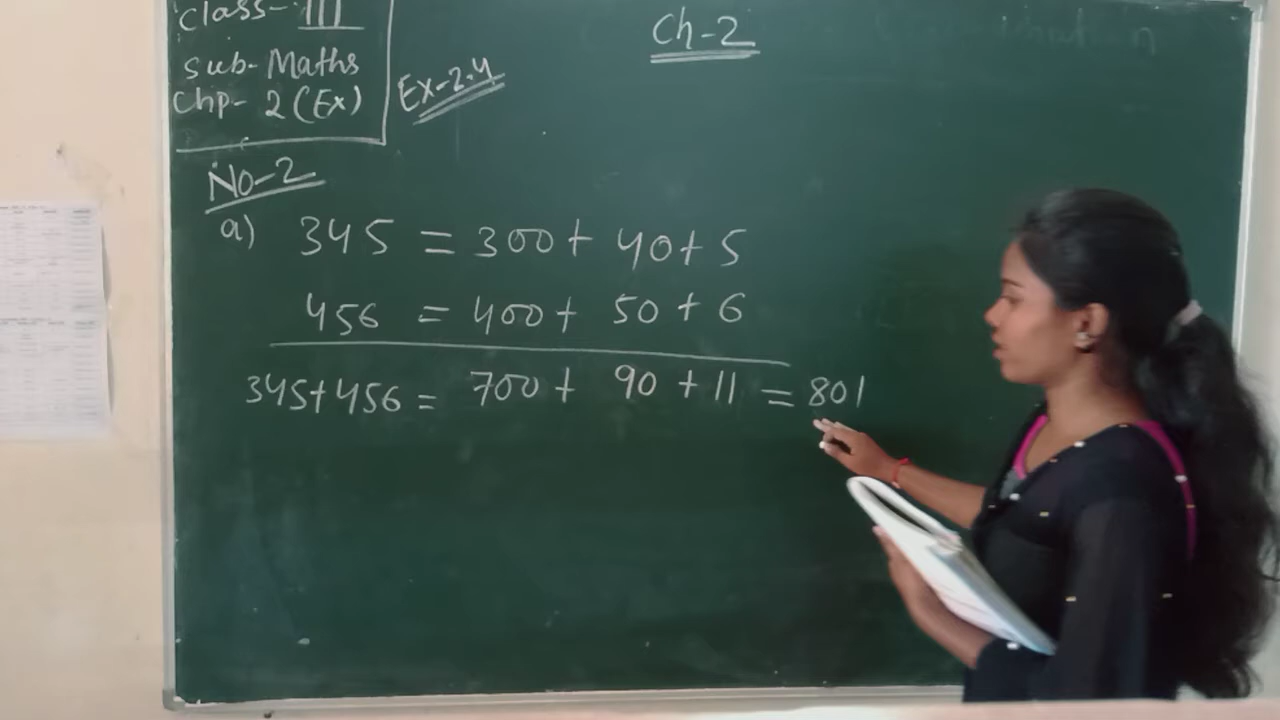 Class- III
Sub- Maths
Chp- 2 (Ex)
Ch-2
Ex-2.4
No-2
a) 345 = 300 + 40 + 5
456 = 400 + 50 + 6
345+456 = 700 + 90 + 11 = 801